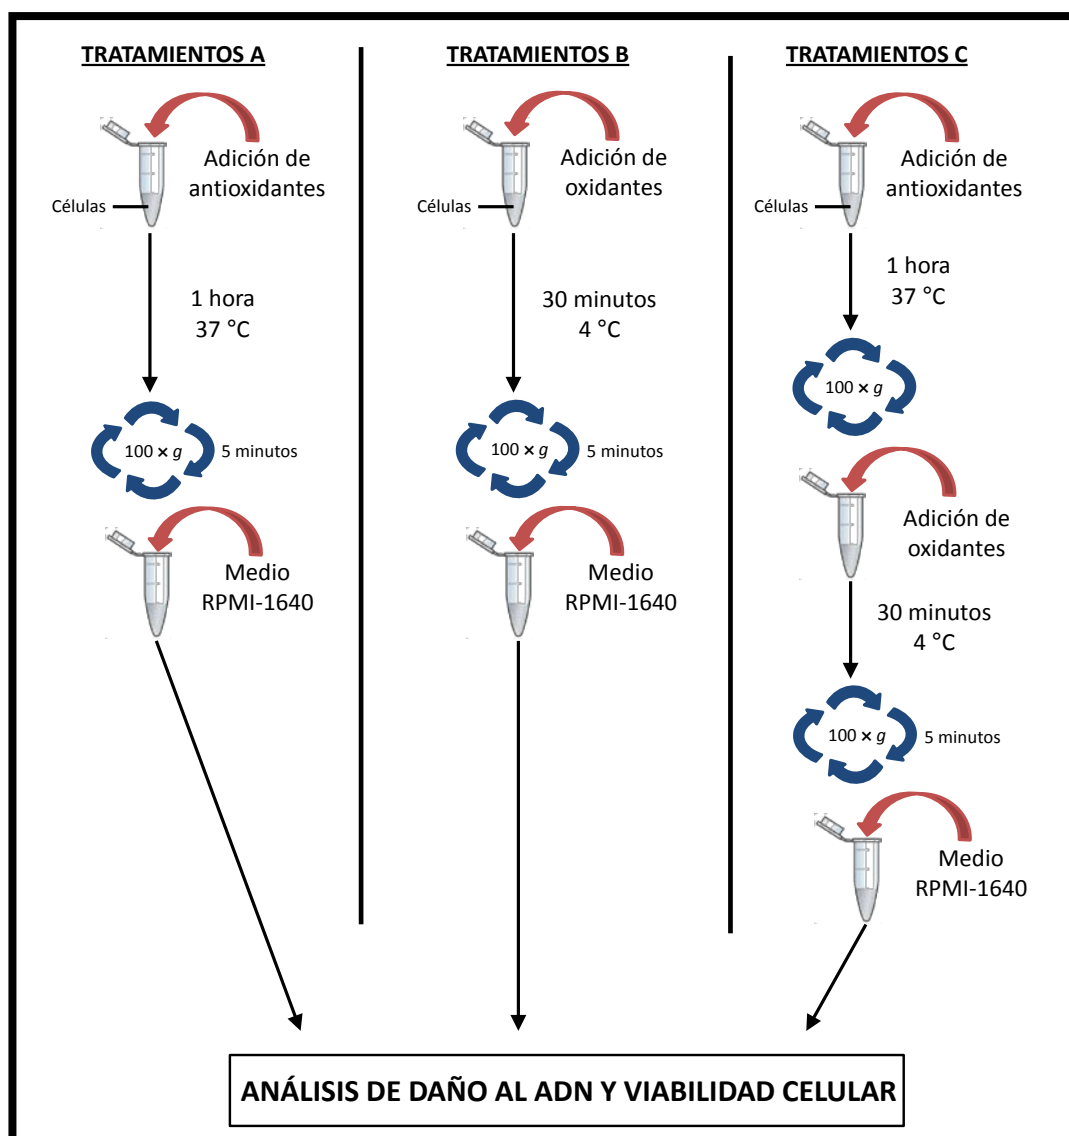 TRATAMIENTOS A
Adición de
antioxidantes
Células
1 hora
37 °C
100 × g
5 minutos
Medio
RPMI-1640
TRATAMIENTOS B
Adición de
oxidantes
Células
30 minutos
4 °C
100 × g
5 minutos
Medio
RPMI-1640
TRATAMIENTOS C
Adición de
antioxidantes
Células
1 hora
37 °C
100 × g
Adición de
oxidantes
30 minutos
4 °C
100 × g
5 minutos
Medio
RPMI-1640
ANÁLISIS DE DAÑO AL ADN Y VIABILIDAD CELULAR